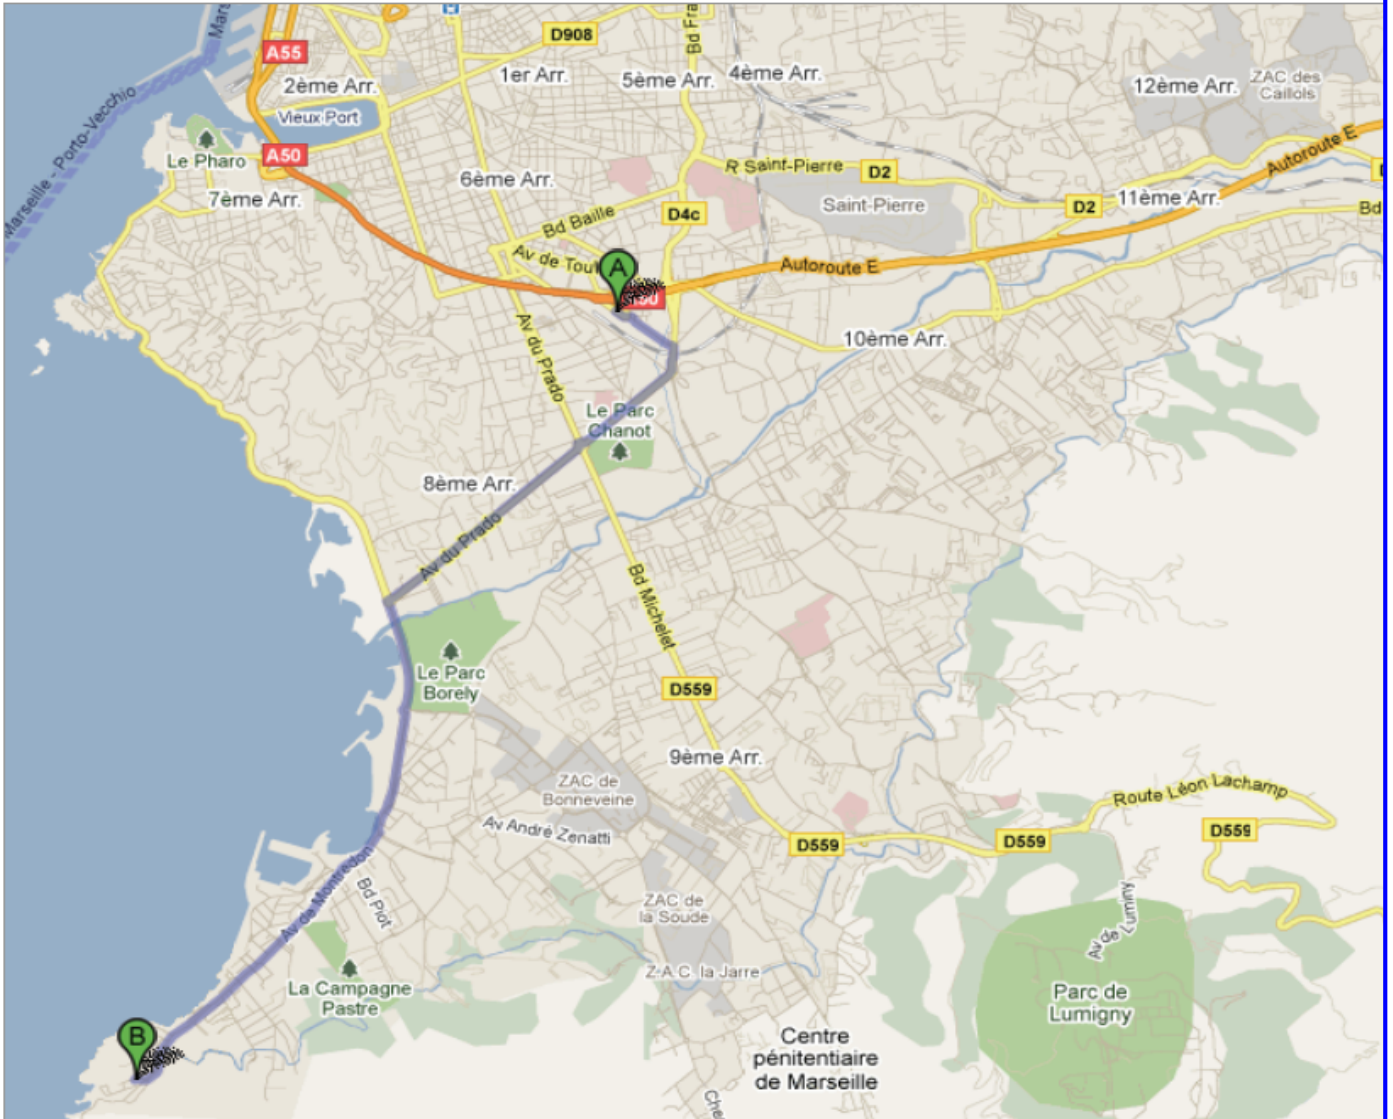 Mars
A55
D908
Bd Fra
2ème Arr.
1er Arr.
5ème Arr.
4ème Arr.
12ème Arr.
ZAC des
Caillols
Vieux Port
Marseille - Porto-Vecchio
Le Pharo
A50
R Saint-Pierre
D2
Autoroute E
6ème Arr.
7ème Arr.
Saint-Pierre
D2
11ème Arr.
Bd
Bd Baille
D4c
Av de Toul
A
Autoroute E
Av du Prado
10ème Arr.
Le Parc
Chanot
8ème Arr.
Av du Prado
Bd Michelet
Le Parc
Borely
D559
9ème Arr.
ZAC de
Bonneveine
Route Léon Lachamp
Av André Zenatti
D559
D559
D559
Av de Montredon
Bd Piot
ZAC de
la Soude
Av de
Luminy
Z.A.C. la Jarre
La Campagne
Pastre
Parc de
Lumigny
B
Centre
pénitentiaire
de Marseille
Che